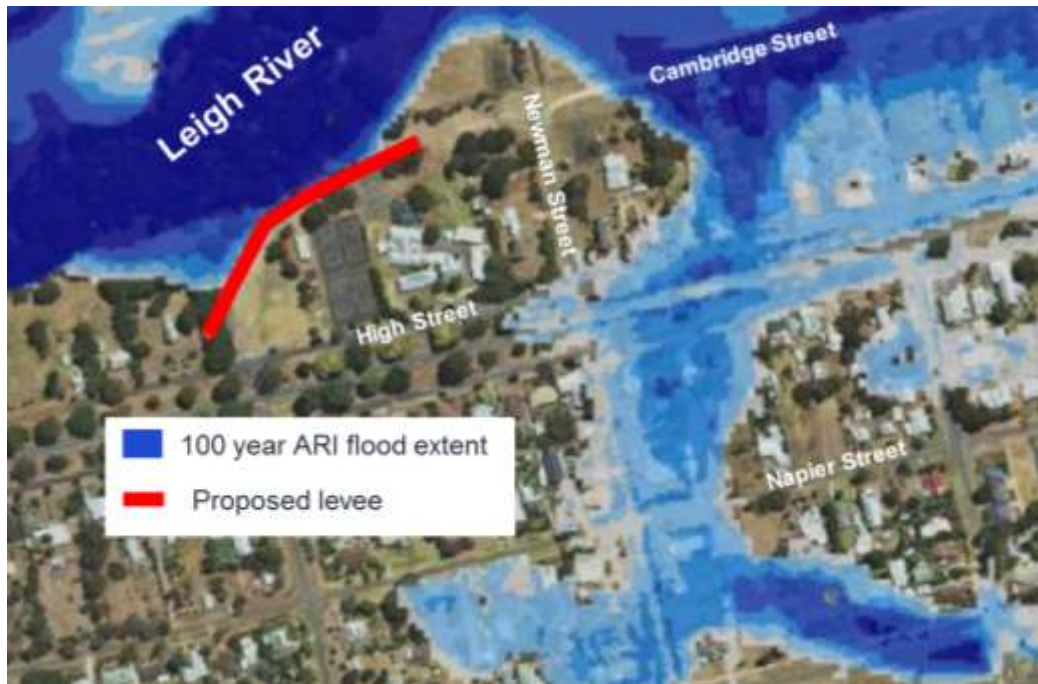 Leigh River
Cambridge Street
Newman Street
High Street
Napier Street
100 year ARI flood extent
Proposed levee